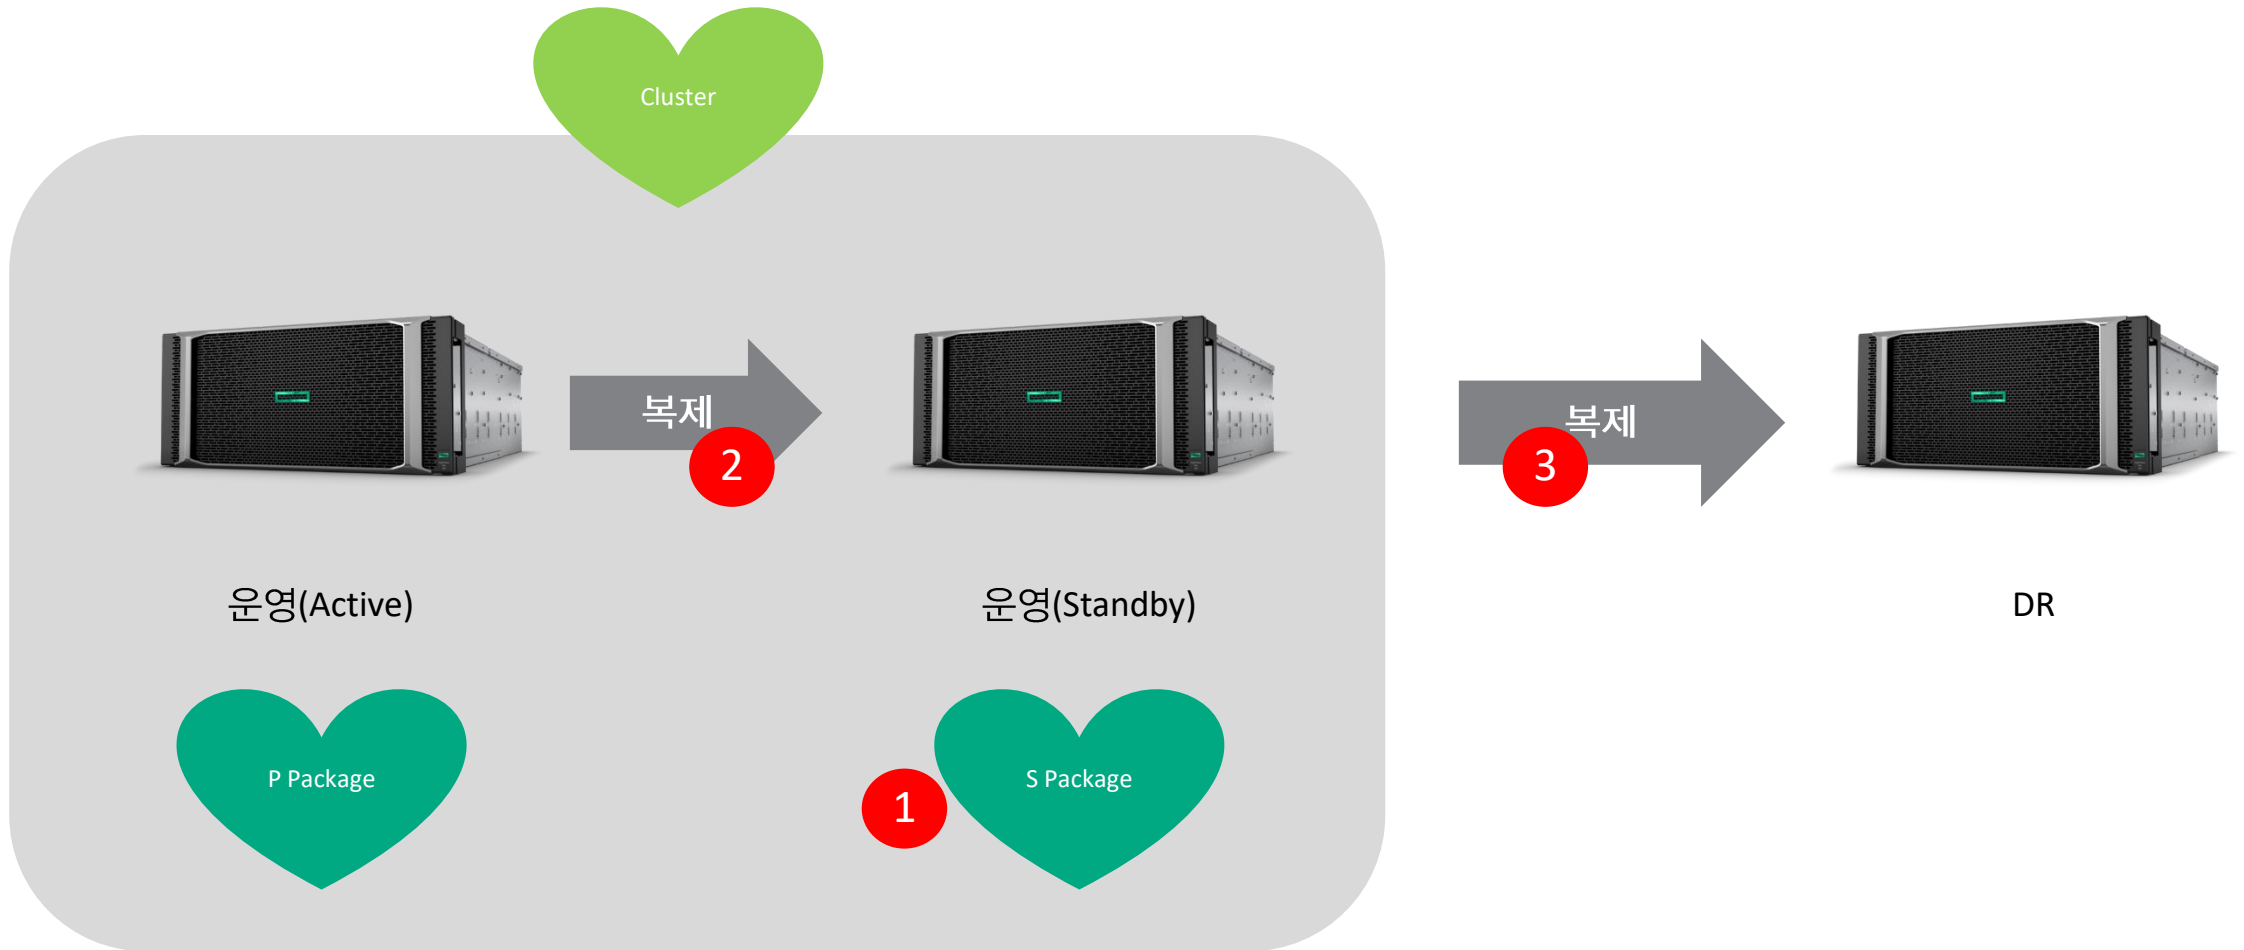 Cluster
복제
2
복제
3
운영(Active)
운영(Standby)
DR
P Package
S Package
1